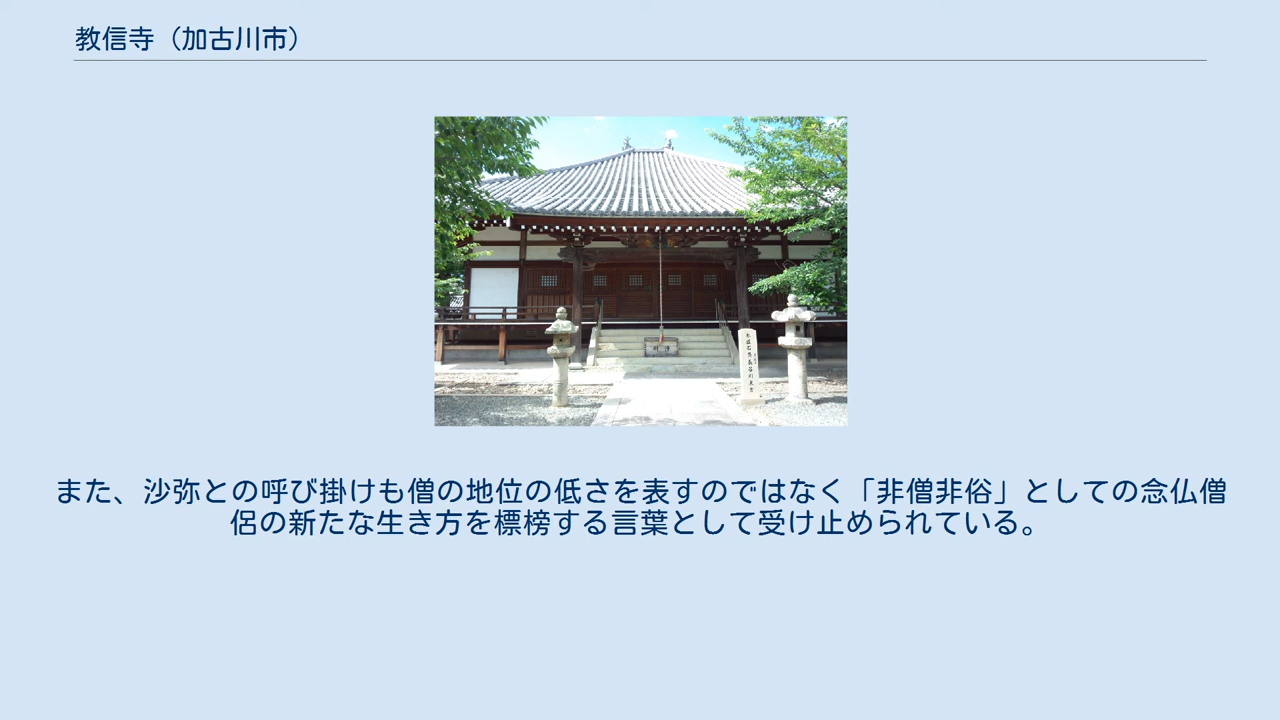 教信寺（加古川市）
また、沙弥との呼び掛けも僧の地位の低さを表すのではなく「非僧非俗」としての念仏僧
侶の新たな生き方を標榜する言葉として受け止められている。